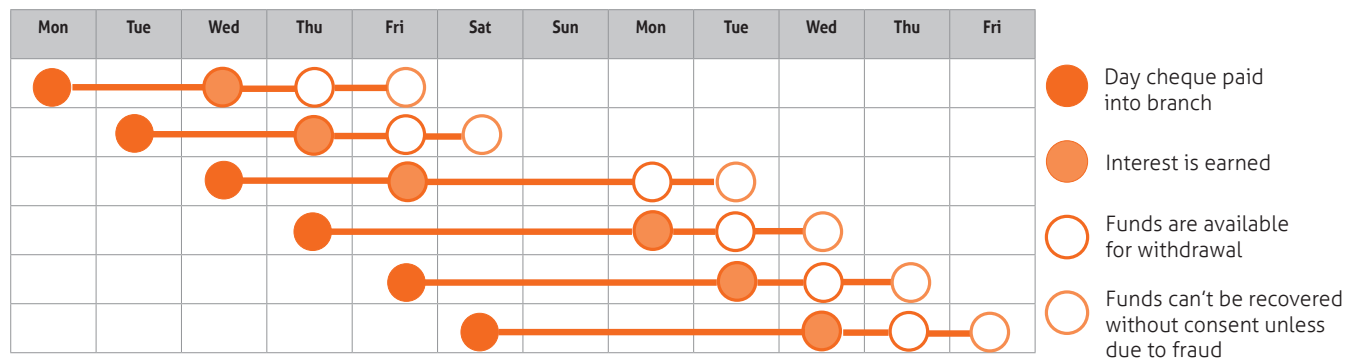 Mon Tue Wed Thu Fri Sat Sun Mon Tue Wed Thu Fri
Day cheque paid
into branch
Interest is earned
Funds are available
for withdrawal
Funds can't be recovered
without consent unless
due to fraud